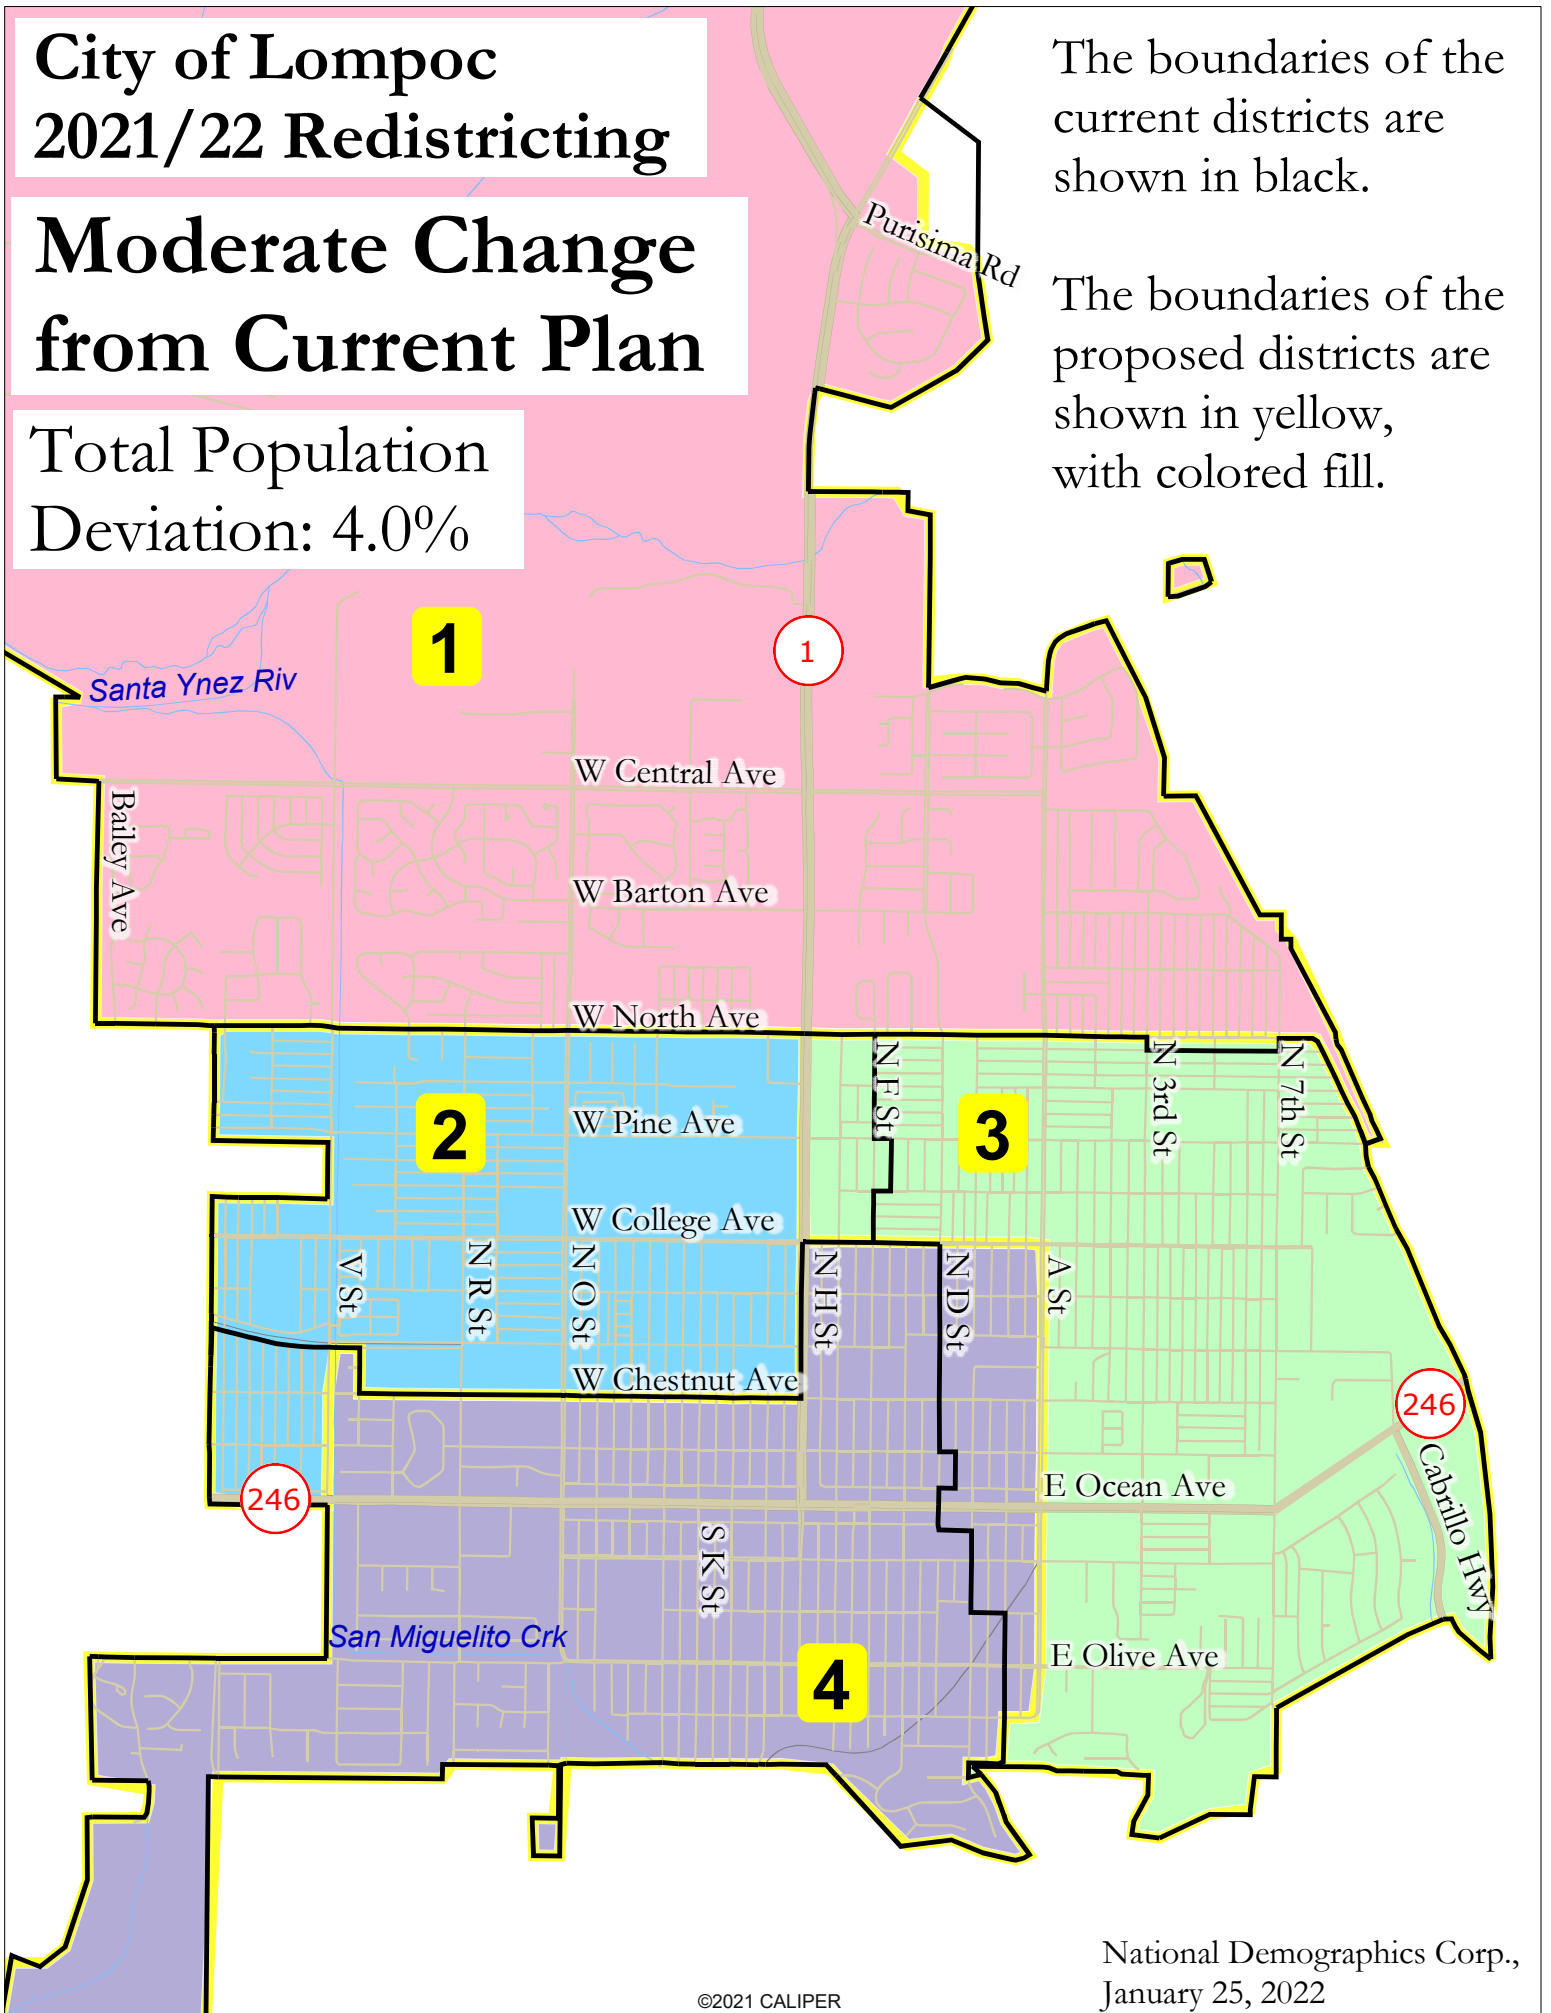 City of Lompoc
2021/22 Redistricting
Moderate Change
from Current Plan
Total Population
Deviation: 4.0%
The boundaries of the
current districts are
shown in black.
The boundaries of the
proposed districts are
shown in yellow,
with colored fill.
Purisima Rd
1
1
Santa Ynez Riv
W Central Ave
Bailey Ave
W Barton Ave
W North Ave
N F St
N 3rd St
N 7th St
2
W Pine Ave
3
W College Ave
V St
N R St
N O St
N H St
N D St
A St
W Chestnut Ave
246
246
Cabrillo Hwy
E Ocean Ave
S K St
San Miguelito Crk
4
E Olive Ave
National Demographics Corp.,
January 25, 2022
©2021 CALIPER